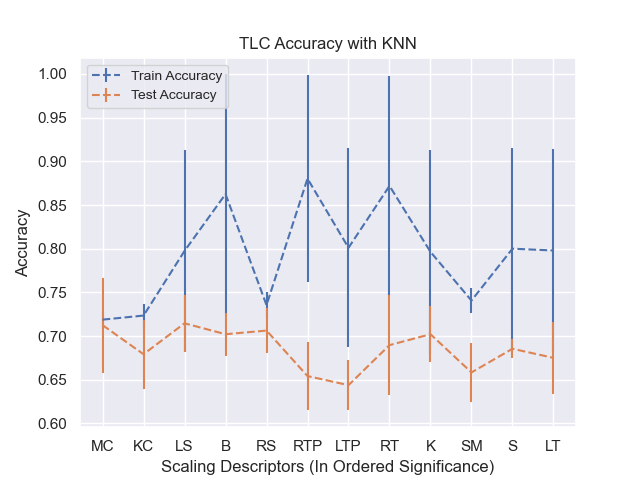 TLC Accuracy with KNN
Train Accuracy
Test Accuracy
1.00
0.95
0.90
0.85
0.80
0.75
0.70
0.65
0.60
Accuracy
MC KC LS B RS RTP LTP RT K SM S LT
Scaling Descriptors (In Ordered Significance)